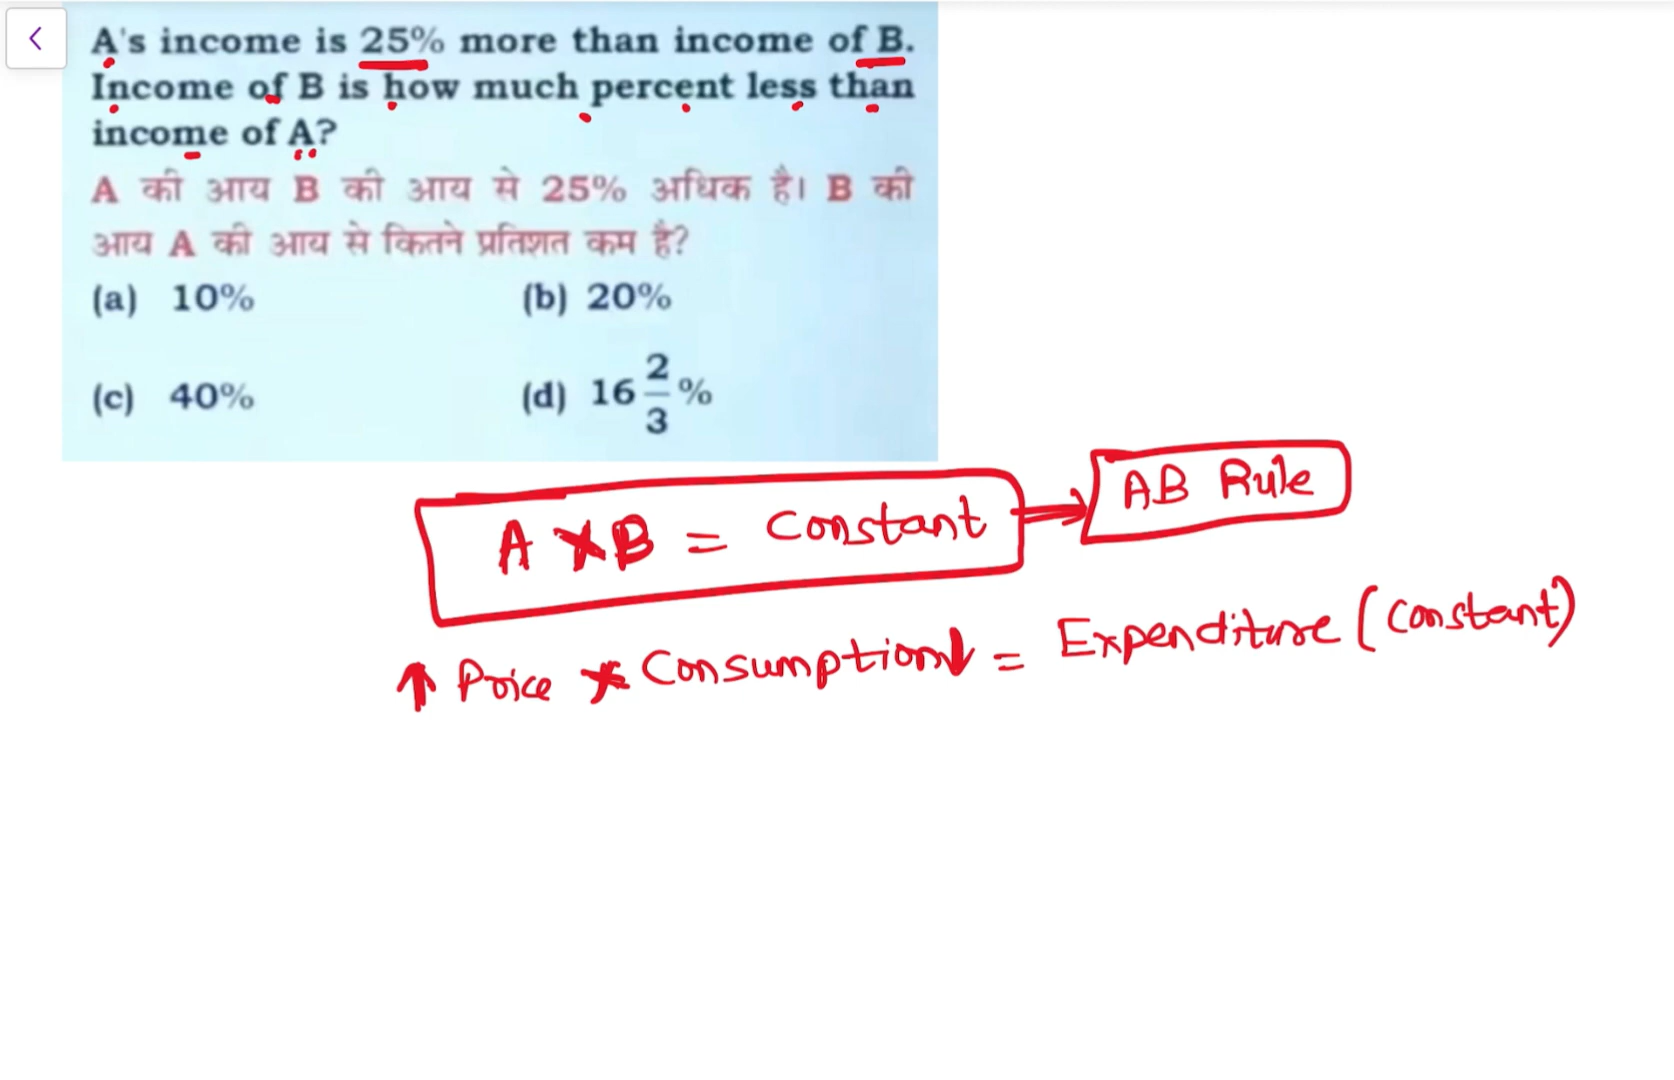 A's income is 25% more than income of B.
Income of B is how much percent less than
income of A?
A की आय B की आय से 25% अधिक है। B की
आय A की आय से कितने प्रतिशत कम है?
(a) 10% (b) 20%
(c) 40% (d) 16 2/3 %
A × B = Constant ⇒ AB Rule
↑ Price × Consumption↓ = Expenditure (Constant)